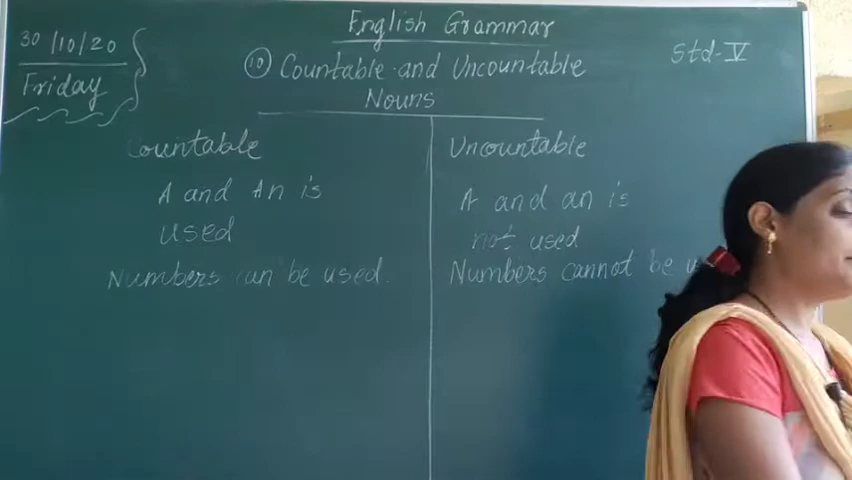 30/10/20
Friday
English Grammar
Std-V
10 Countable and Uncountable
Nouns
Countable
A and An is
used
Numbers can be used.
Uncountable
A and an is
not used
Numbers cannot be